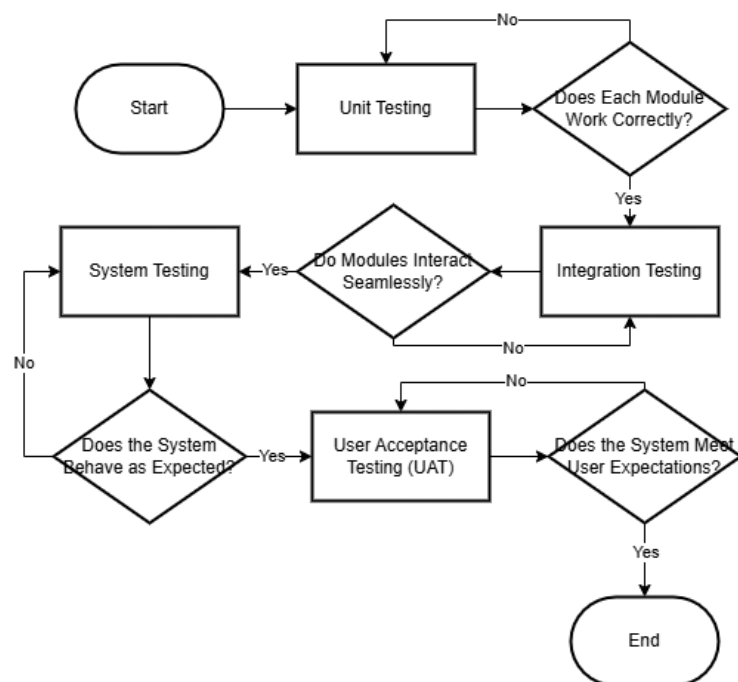 No
Start
Unit Testing
Does Each Module
Work Correctly?
Yes
System Testing
Yes
Do Modules Interact
Seamlessly?
Integration Testing
No
No
Does the System
Behave as Expected?
Yes
User Acceptance
Testing (UAT)
No
Does the System Meet
User Expectations?
Yes
End